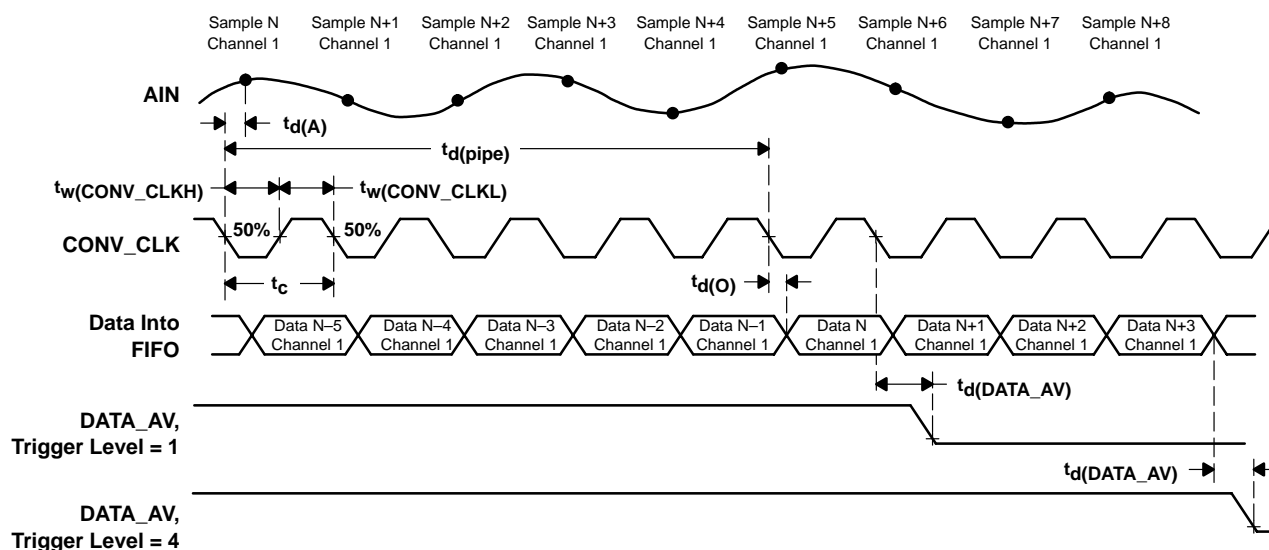 Sample N Sample N+1 Sample N+2 Sample N+3 Sample N+4 Sample N+5 Sample N+6 Sample N+7 Sample N+8
Channel 1 Channel 1 Channel 1 Channel 1 Channel 1 Channel 1 Channel 1 Channel 1 Channel 1
AIN
td(A)
td(pipe)
tw(CONV_CLKH) tw(CONV_CLKL)
CONV_CLK 50% 50%
tc
td(O)
Data Into Data N–5 Data N–4 Data N–3 Data N–2 Data N–1 Data N Data N+1 Data N+2 Data N+3
FIFO Channel 1 Channel 1 Channel 1 Channel 1 Channel 1 Channel 1 Channel 1 Channel 1 Channel 1
td(DATA_AV)
DATA_AV,
Trigger Level = 1
td(DATA_AV)
DATA_AV,
Trigger Level = 4